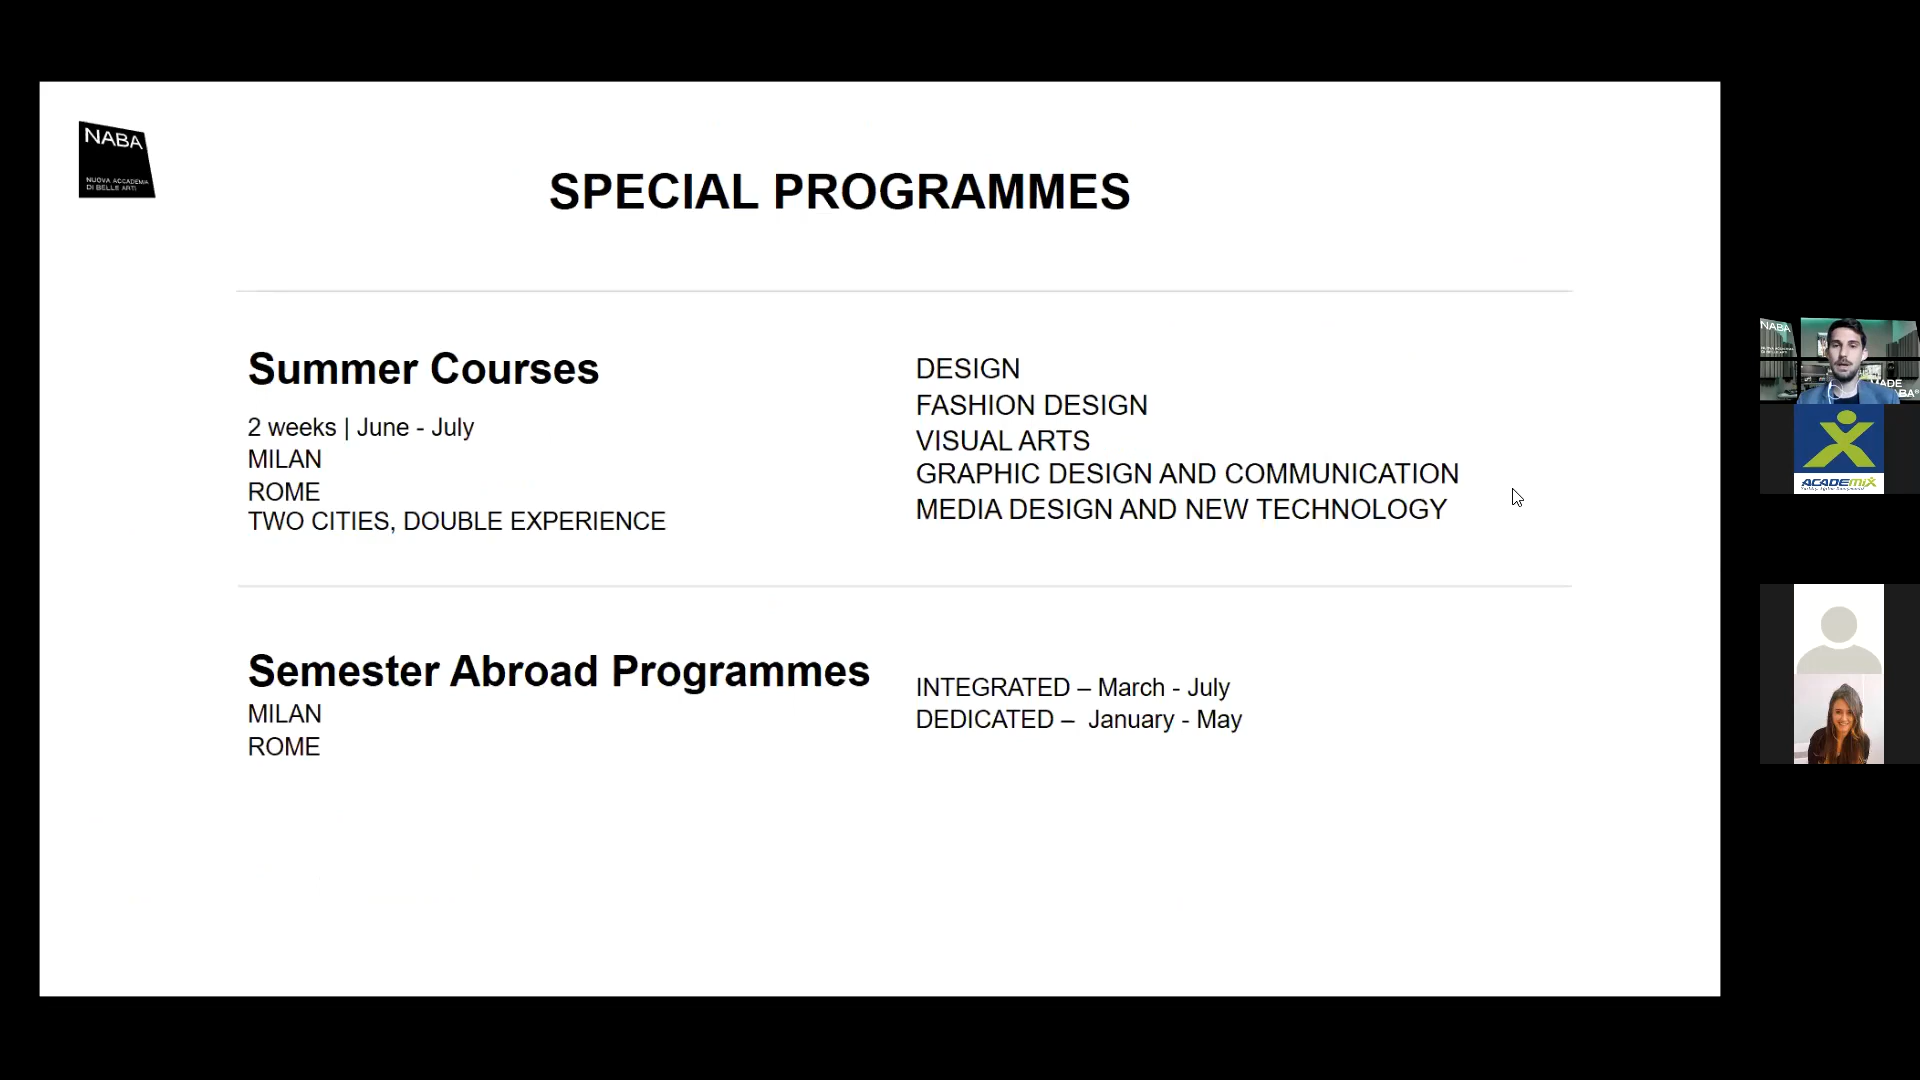 NABA
NUOVA ACCADEMIA
DI BELLE ARTI
SPECIAL PROGRAMMES
Summer Courses
2 weeks | June - July
MILAN
ROME
TWO CITIES, DOUBLE EXPERIENCE
DESIGN
FASHION DESIGN
VISUAL ARTS
GRAPHIC DESIGN AND COMMUNICATION
MEDIA DESIGN AND NEW TECHNOLOGY
Semester Abroad Programmes
MILAN
ROME
INTEGRATED – March - July
DEDICATED – January - May
NABA
MADE
ACADEMIX